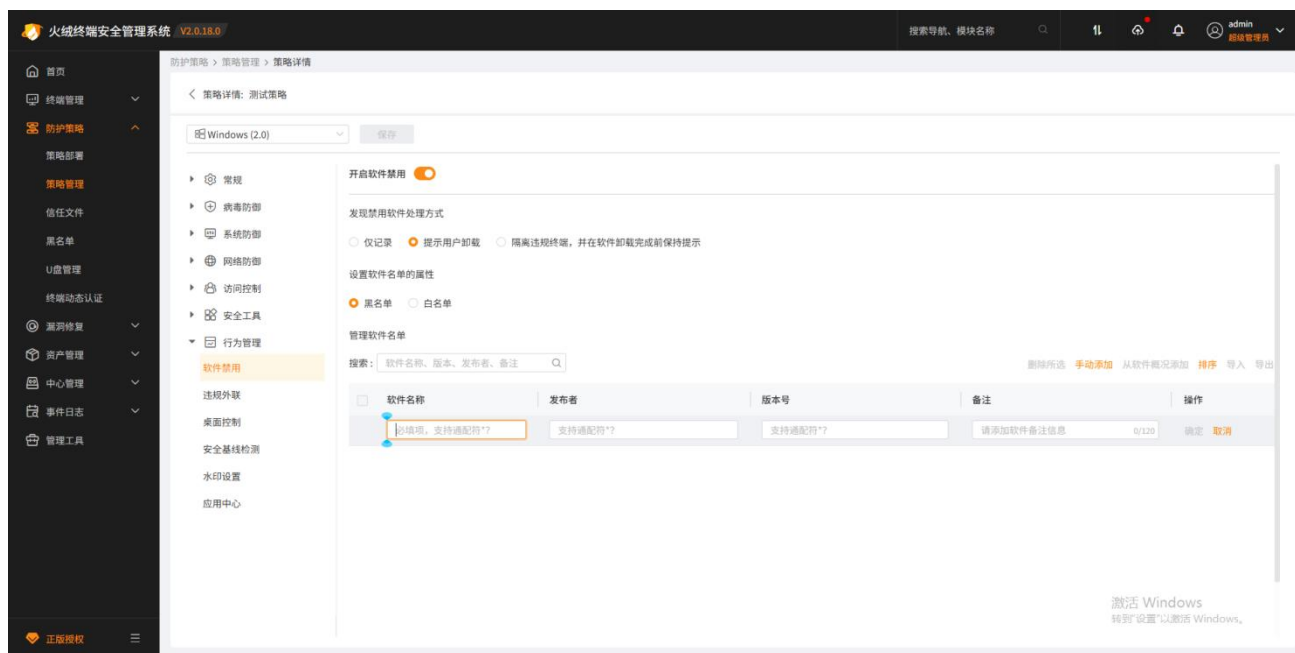 火绒终端安全管理系统 V2.0.18.0
搜索导航、模块名称
admin
超级管理员
首页
终端管理
防护策略
策略部署
策略管理
信任文件
黑名单
U盘管理
终端动态认证
漏洞修复
资产管理
中心管理
事件日志
管理工具
正版授权
防护策略 > 策略管理 > 策略详情
策略详情: 测试策略
Windows (2.0) 保存
常规
病毒防御
系统防御
网络防御
访问控制
安全工具
行为管理
软件禁用
违规外联
桌面控制
安全基线检测
水印设置
应用中心
开启软件禁用
发现禁用软件处理方式
仅记录 提示用户卸载 隔离违规终端，并在软件卸载完成前保持提示
设置软件名单的属性
黑名单 白名单
管理软件名单
搜索: 软件名称、版本、发布者、备注 删除所选 手动添加 从软件概况添加 排序 导入 导出
软件名称 发布者 版本号 备注 操作
必填项，支持通配符*? 支持通配符*? 支持通配符*? 请添加软件备注信息 0/120 确定 取消
激活 Windows
转到"设置"以激活 Windows。